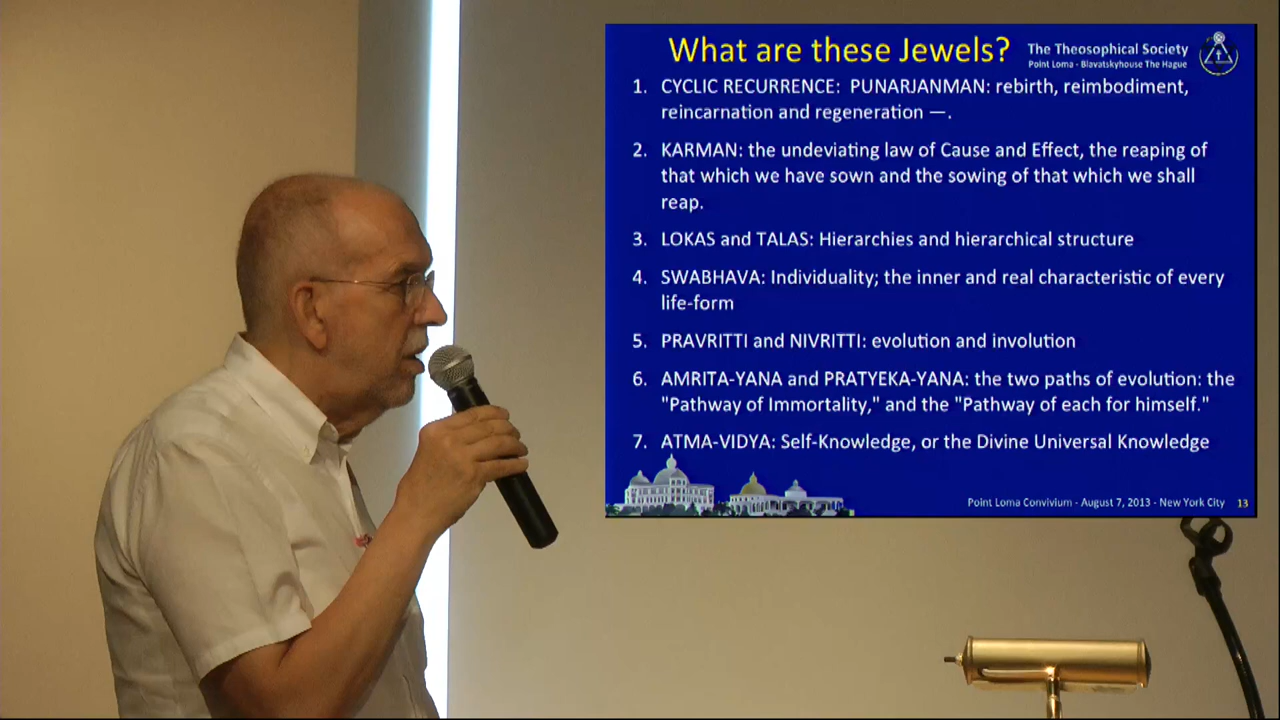 What are these Jewels?
The Theosophical Society
Point Loma - Blavatskyhouse The Hague
1. CYCLIC RECURRENCE: PUNARJANMAN: rebirth, reimbodiment,
reincarnation and regeneration —.
2. KARMAN: the undeviating law of Cause and Effect, the reaping of
that which we have sown and the sowing of that which we shall
reap.
3. LOKAS and TALAS: Hierarchies and hierarchical structure
4. SWABHAVA: Individuality; the inner and real characteristic of every
life-form
5. PRAVRITTI and NIVRITTI: evolution and involution
6. AMRITA-YANA and PRATYEKA-YANA: the two paths of evolution: the
"Pathway of Immortality," and the "Pathway of each for himself."
7. ATMA-VIDYA: Self-Knowledge, or the Divine Universal Knowledge
Point Loma Convivium - August 7, 2013 - New York City 13